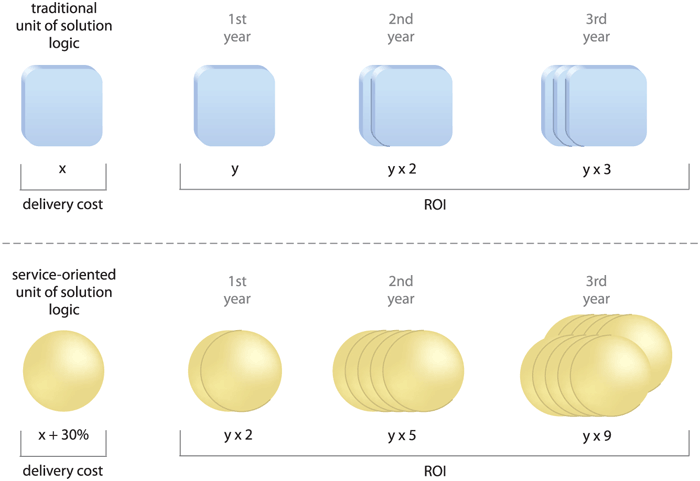 traditional
unit of solution
logic
1st
year
2nd
year
3rd
year
x
y
y x 2
y x 3
delivery cost
ROI
service-oriented
unit of solution
logic
1st
year
2nd
year
3rd
year
x + 30%
y x 2
y x 5
y x 9
delivery cost
ROI